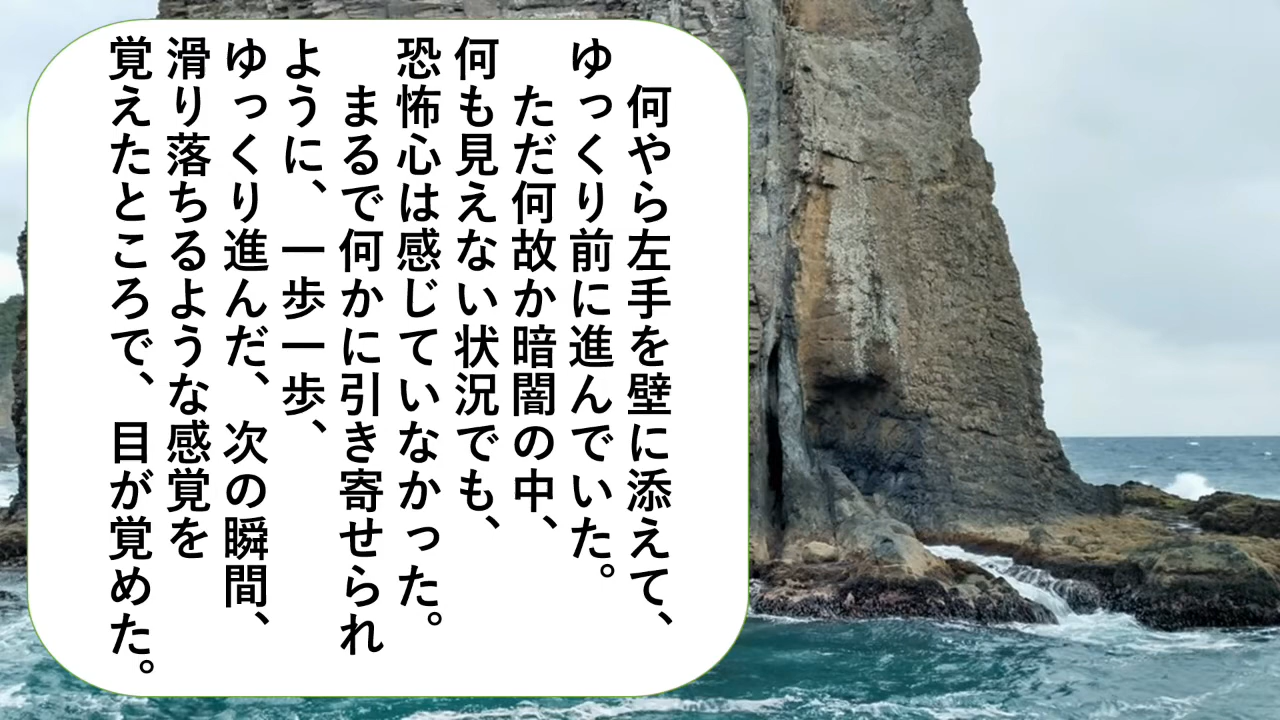 何やら左手を壁に添えて、
ゆっくり前に進んでいた。
　ただ何故か暗闇の中、
何も見えない状況でも、
恐怖心は感じていなかった。
　まるで何かに引き寄せられ
ように、一歩一歩、
ゆっくり進んだ、次の瞬間、
滑り落ちるような感覚を
覚えたところで、目が覚めた。